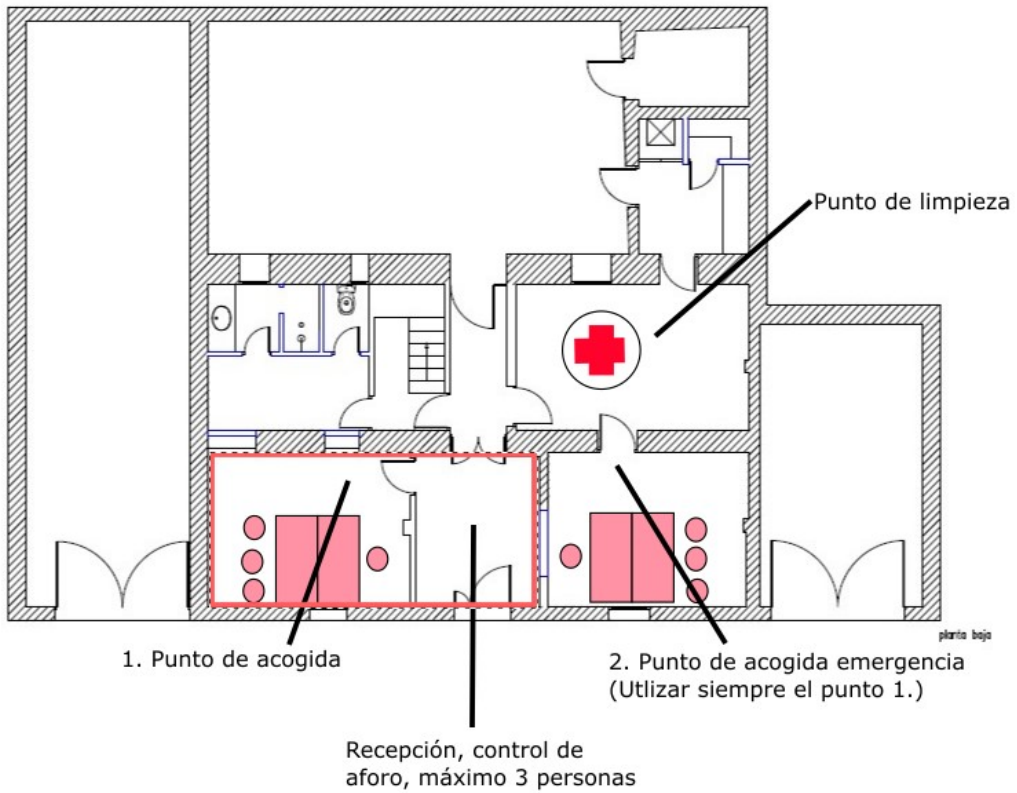 Punto de limpieza
planta baja
1. Punto de acogida
2. Punto de acogida emergencia
(Utlizar siempre el punto 1.)
Recepción, control de
aforo, máximo 3 personas